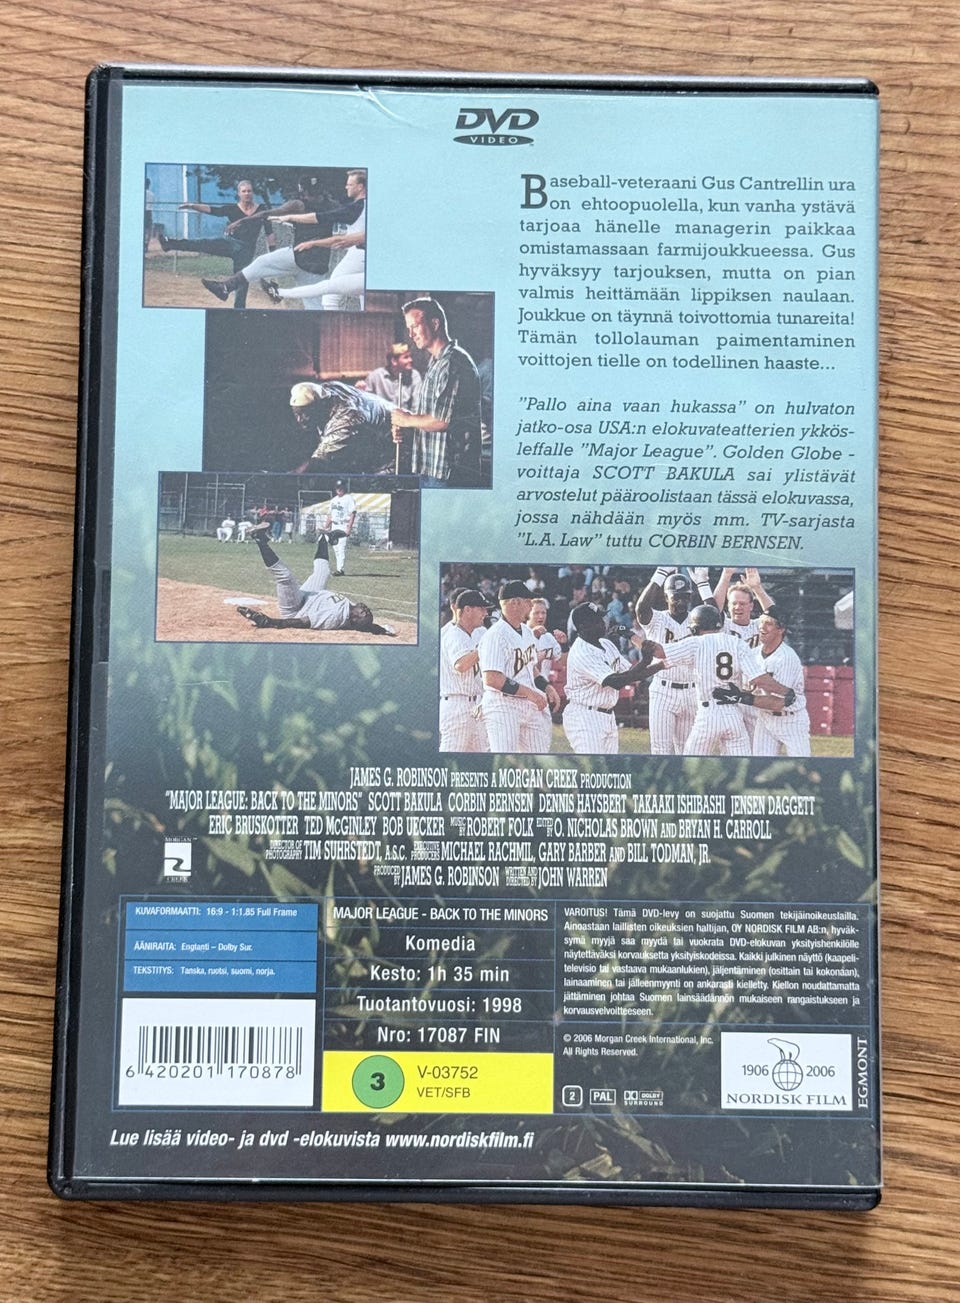 DVD
VIDEO
Baseball-veteraani Gus Cantrellin ura
on ehtoopuolella, kun vanha ystävä
tarjoaa hänelle managerin paikkaa
omistamassaan farmijoukkueessa. Gus
hyväksyy tarjouksen, mutta on pian
valmis heittämään lippiksen naulaan.
Joukkue on täynnä toivottomia tunareita!
Tämän tollolauman paimentaminen
voittojen tielle on todellinen haaste...
"Pallo aina vaan hukassa" on hulvaton
jatko-osa USA:n elokuvateatterien ykkös-
leffalle "Major League". Golden Globe -
voittaja SCOTT BAKULA sai ylistävät
arvostelut pääroolistaan tässä elokuvassa,
jossa nähdään myös mm. TV-sarjasta
"L.A. Law" tuttu CORBIN BERNSEN.
8
JAMES G. ROBINSON PRESENTS A MORGAN CREEK PRODUCTION
"MAJOR LEAGUE: BACK TO THE MINORS" SCOTT BAKULA CORBIN BERNSEN DENNIS HAYSBERT TAKAAKI ISHIBASHI JENSEN DAGGETT
ERIC BRUSKOTTER TED McGINLEY BOB UECKER MUSIC BY ROBERT FOLK EDITED BY O. NICHOLAS BROWN AND BRYAN H. CARROLL
DIRECTOR OF PHOTOGRAPHY TIM SUHRSTEDT, A.S.C. EXECUTIVE PRODUCERS MICHAEL RACHMIL, GARY BARBER AND BILL TODMAN, JR.
PRODUCED BY JAMES G. ROBINSON WRITTEN AND DIRECTED BY JOHN WARREN
MORGAN
CREEK
KUVAFORMAATTI: 16:9 - 1:1.85 Full Frame
ÄÄNIRAITA: Englanti – Dolby Sur.
TEKSTITYS: Tanska, ruotsi, suomi, norja.
6 420201 170878
MAJOR LEAGUE - BACK TO THE MINORS
Komedia
Kesto: 1h 35 min
Tuotantovuosi: 1998
Nro: 17087 FIN
3
V-03752
VET/SFB
VAROITUS! Tämä DVD-levy on suojattu Suomen tekijäinoikeuslailla.
Ainoastaan laillisten oikeuksien haltijan, OY NORDISK FILM AB:n, hyväk-
symä myyjä saa myydä tai vuokrata DVD-elokuvan yksityishenkilölle
näytettäväksi korvauksetta yksityiskodeissa. Kaikki julkinen näyttö (kaapeli-
televisio tai vastaava mukaanlukien), jäljentäminen (osittain tai kokonaan),
lainaaminen tai jälleenmyynti on ankarasti kielletty. Kiellon noudattamatta
jättäminen johtaa Suomen lainsäädännön mukaiseen rangaistukseen ja
korvausvelvoitteeseen.
© 2006 Morgan Creek International, Inc.
All Rights Reserved.
2 PAL DOLBY
SURROUND
1906 2006
NORDISK FILM
EGMONT
Lue lisää video- ja dvd -elokuvista www.nordiskfilm.fi